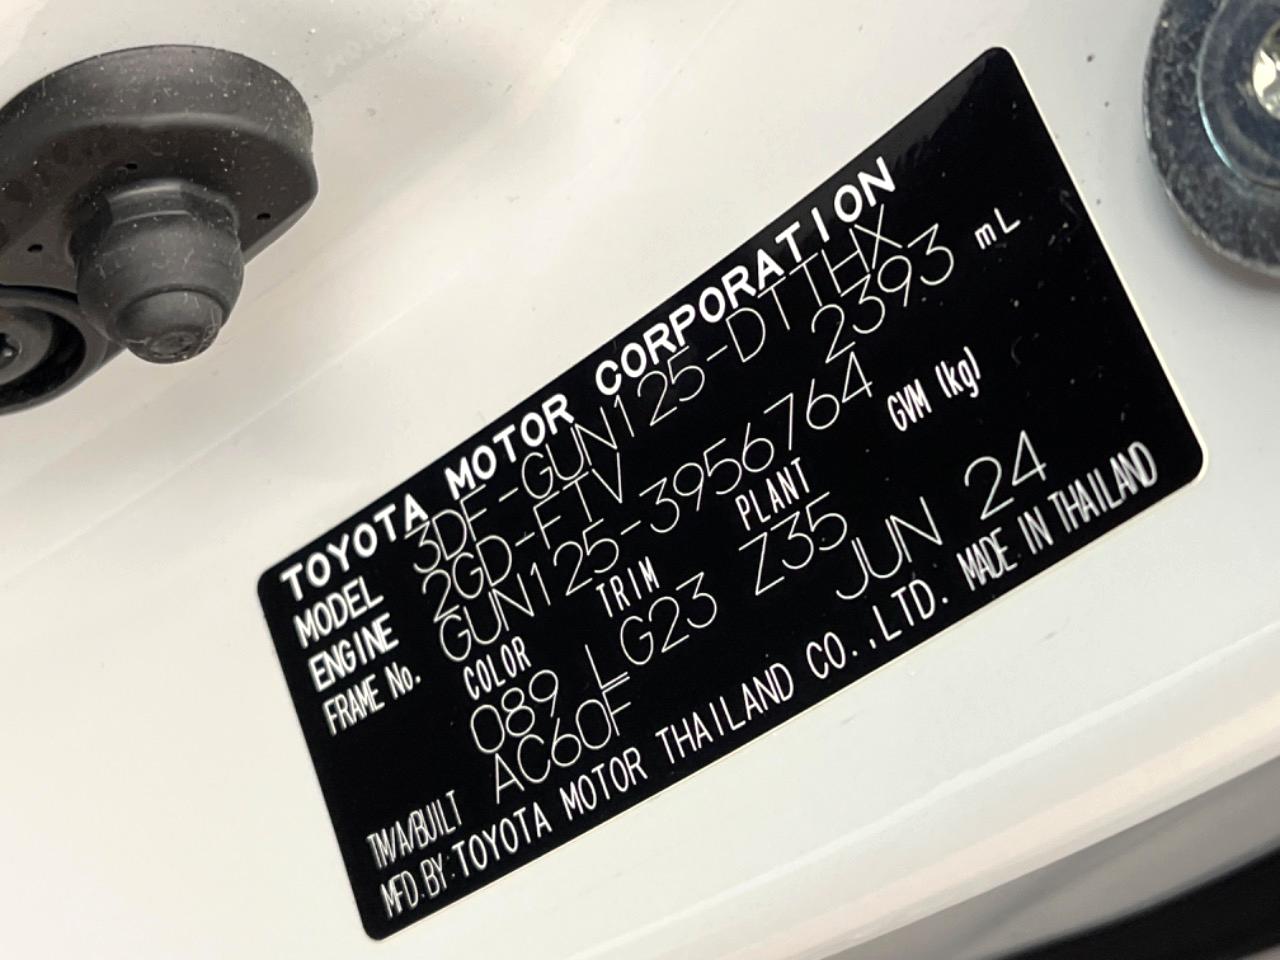 TOYOTA MOTOR CORPORATION
MODEL 3DF-GUN125-DTTHX
ENGINE 2GD-FTV 2393 mL
FRAME No. GUN125-3956764
COLOR TRIM PLANT GVM (kg)
089 LG23 Z35
TM/A/BUILT AC60F JUN 24
MFD.BY:TOYOTA MOTOR THAILAND CO.,LTD. MADE IN THAILAND